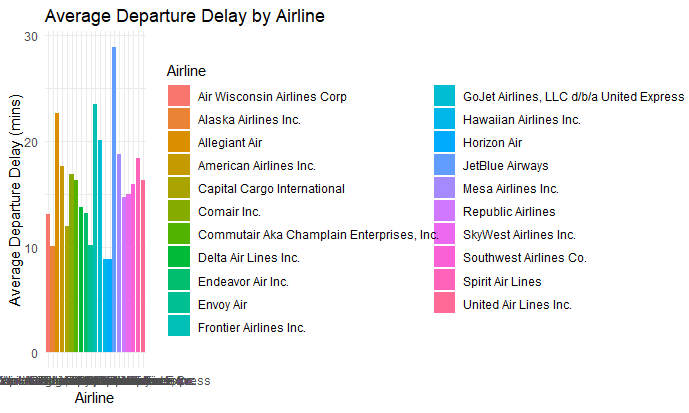 Average Departure Delay by Airline
30
20
10
0
Average Departure Delay (mins)
Airline
Airline
Air Wisconsin Airlines Corp
Alaska Airlines Inc.
Allegiant Air
American Airlines Inc.
Capital Cargo International
Comair Inc.
Commutair Aka Champlain Enterprises, Inc.
Delta Air Lines Inc.
Endeavor Air Inc.
Envoy Air
Frontier Airlines Inc.
GoJet Airlines, LLC d/b/a United Express
Hawaiian Airlines Inc.
Horizon Air
JetBlue Airways
Mesa Airlines Inc.
Republic Airlines
SkyWest Airlines Inc.
Southwest Airlines Co.
Spirit Air Lines
United Air Lines Inc.